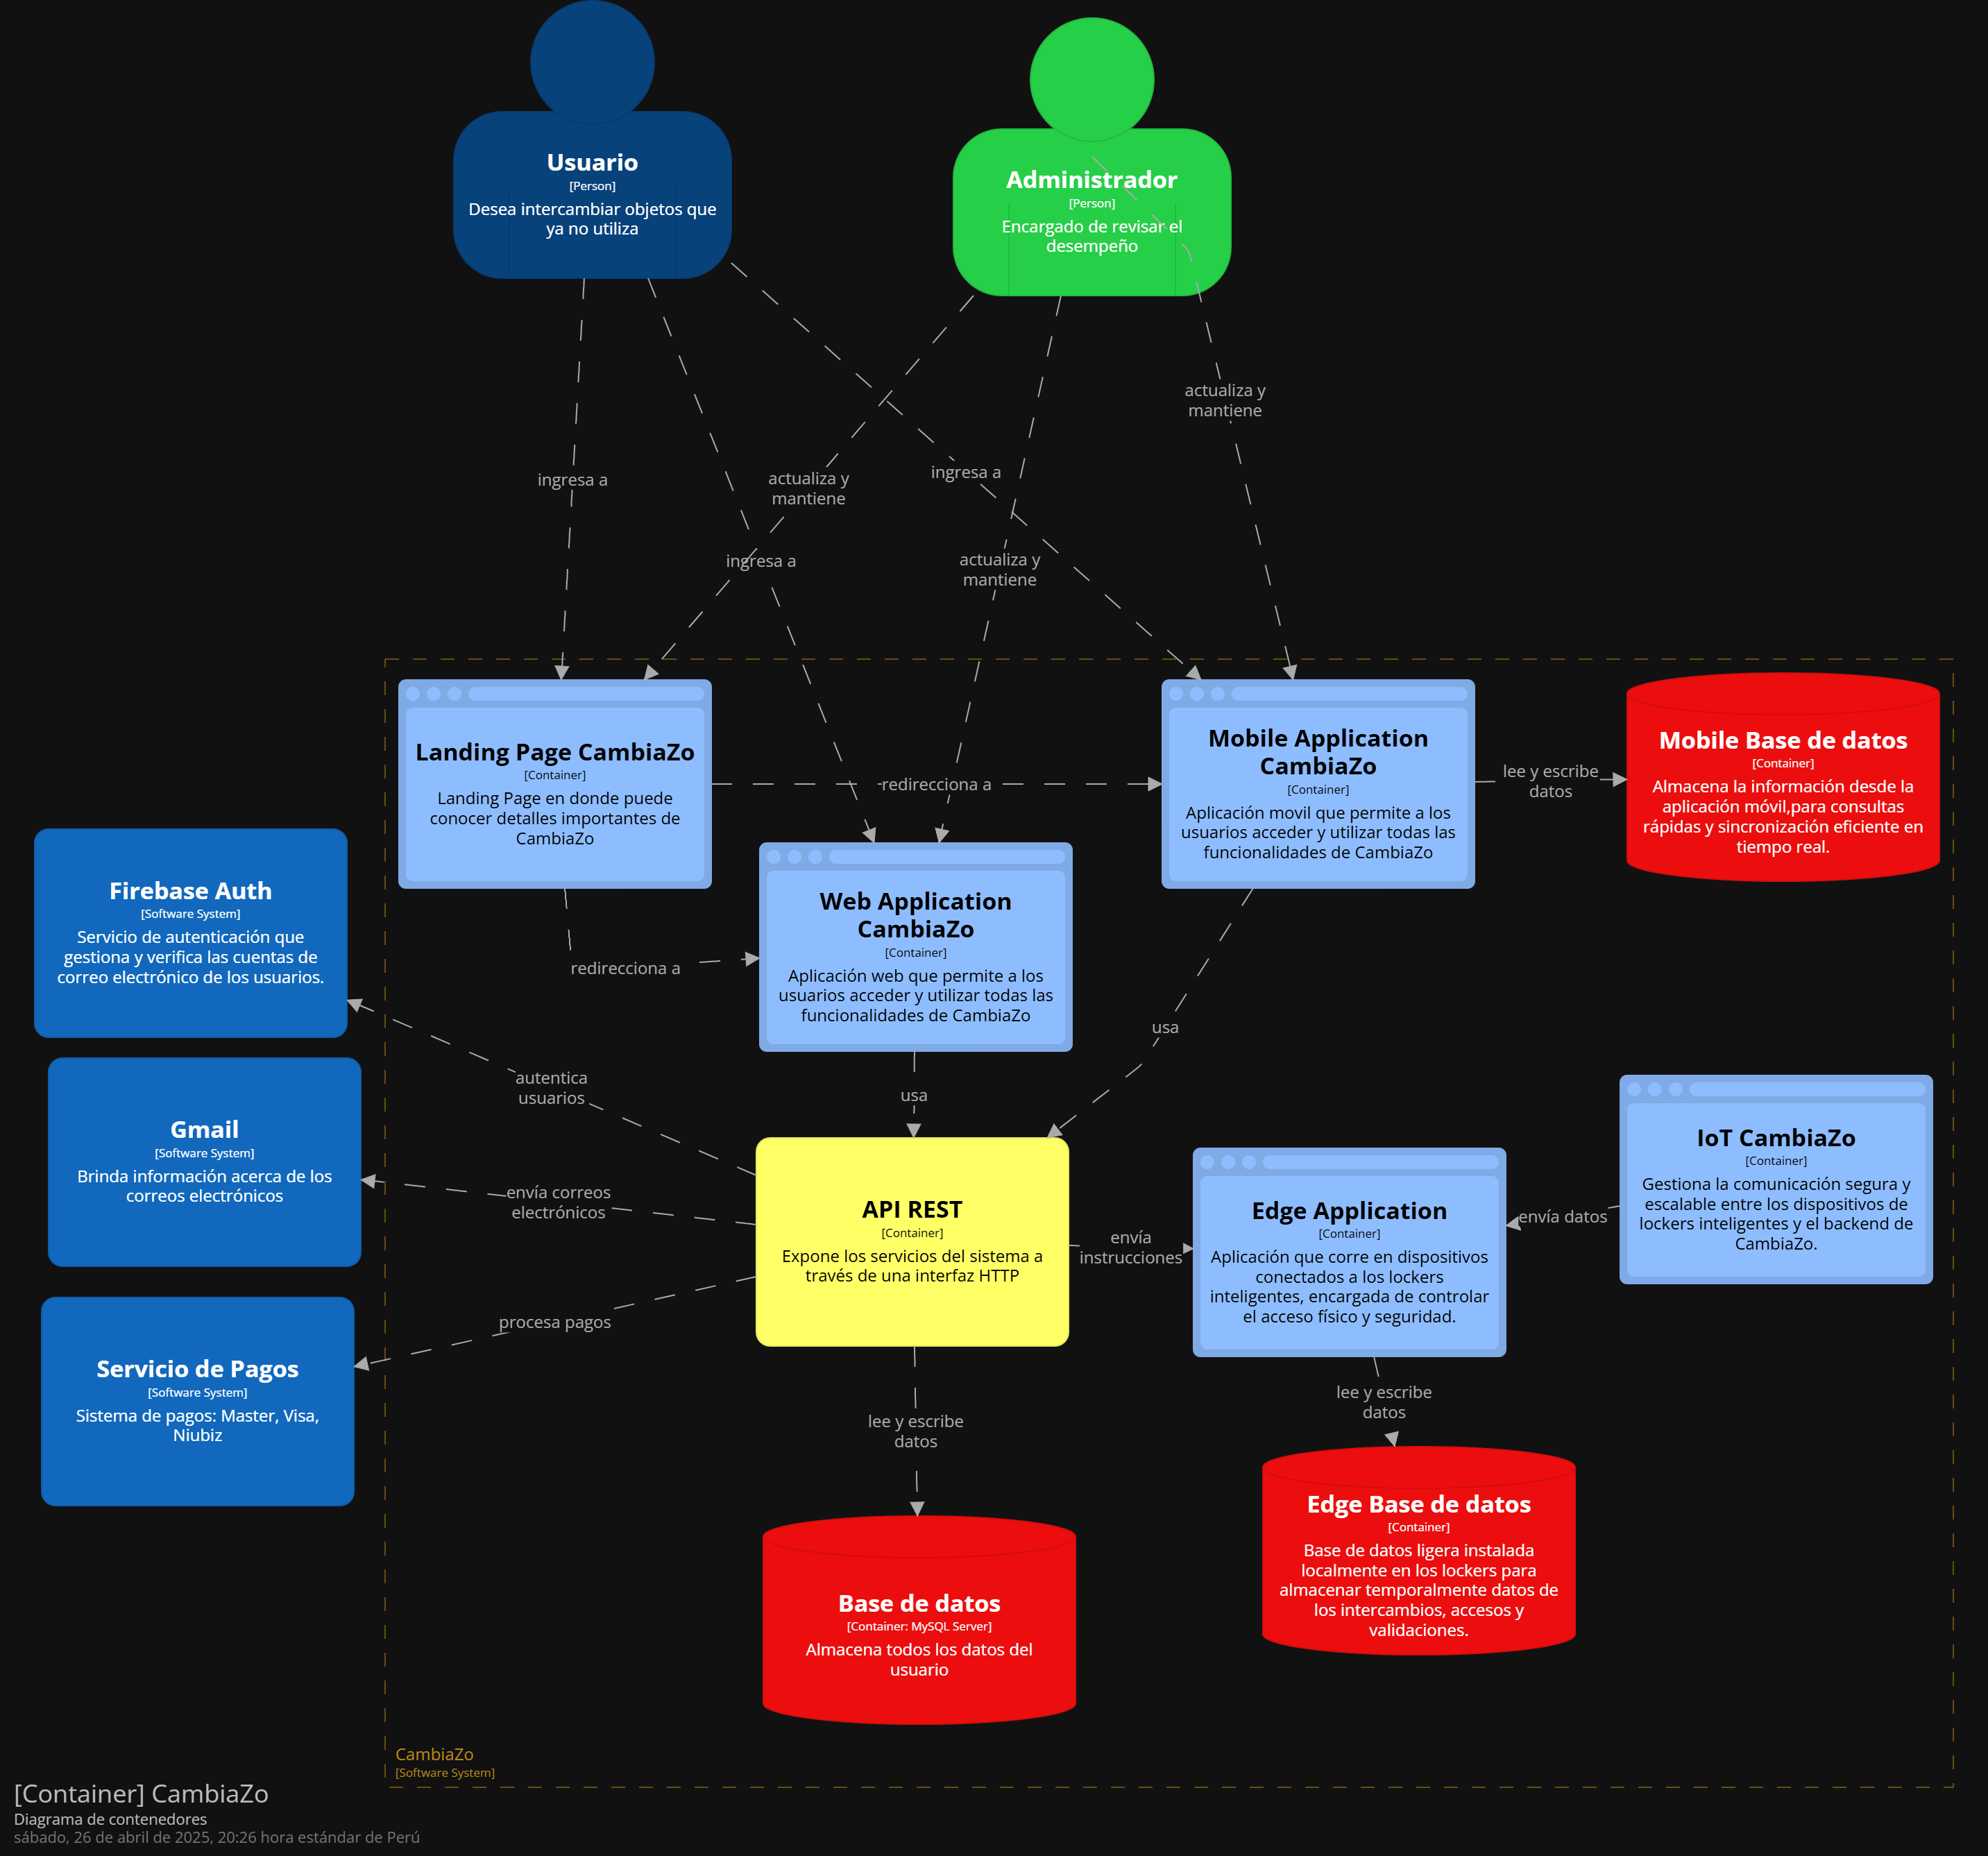 Usuario
[Person]
Desea intercambiar objetos que
ya no utiliza
Administrador
[Person]
Encargado de revisar el
desempeño
actualiza y
mantiene
ingresa a
actualiza y
mantiene
ingresa a
ingresa a
actualiza y
mantiene
Landing Page CambiaZo
[Container]
Landing Page en donde puede
conocer detalles importantes de
CambiaZo
redirecciona a
Mobile Application
CambiaZo
[Container]
Aplicación movil que permite a los
usuarios acceder y utilizar todas las
funcionalidades de CambiaZo
lee y escribe
datos
Mobile Base de datos
[Container]
Almacena la información desde la
aplicación móvil,para consultas
rápidas y sincronización eficiente en
tiempo real.
Firebase Auth
[Software System]
Servicio de autenticación que
gestiona y verifica las cuentas de
correo electrónico de los usuarios.
redirecciona a
Web Application
CambiaZo
[Container]
Aplicación web que permite a los
usuarios acceder y utilizar todas las
funcionalidades de CambiaZo
usa
autentica
usuarios
usa
Gmail
[Software System]
Brinda información acerca de los
correos electrónicos
envía correos
electrónicos
API REST
[Container]
Expone los servicios del sistema a
través de una interfaz HTTP
envía
instrucciones
Edge Application
[Container]
Aplicación que corre en dispositivos
conectados a los lockers
inteligentes, encargada de controlar
el acceso físico y seguridad.
envía datos
IoT CambiaZo
[Container]
Gestiona la comunicación segura y
escalable entre los dispositivos de
lockers inteligentes y el backend de
CambiaZo.
procesa pagos
Servicio de Pagos
[Software System]
Sistema de pagos: Master, Visa,
Niubiz
lee y escribe
datos
lee y escribe
datos
Base de datos
[Container: MySQL Server]
Almacena todos los datos del
usuario
Edge Base de datos
[Container]
Base de datos ligera instalada
localmente en los lockers para
almacenar temporalmente datos de
los intercambios, accesos y
validaciones.
CambiaZo
[Software System]
[Container] CambiaZo
Diagrama de contenedores
sábado, 26 de abril de 2025, 20:26 hora estándar de Perú